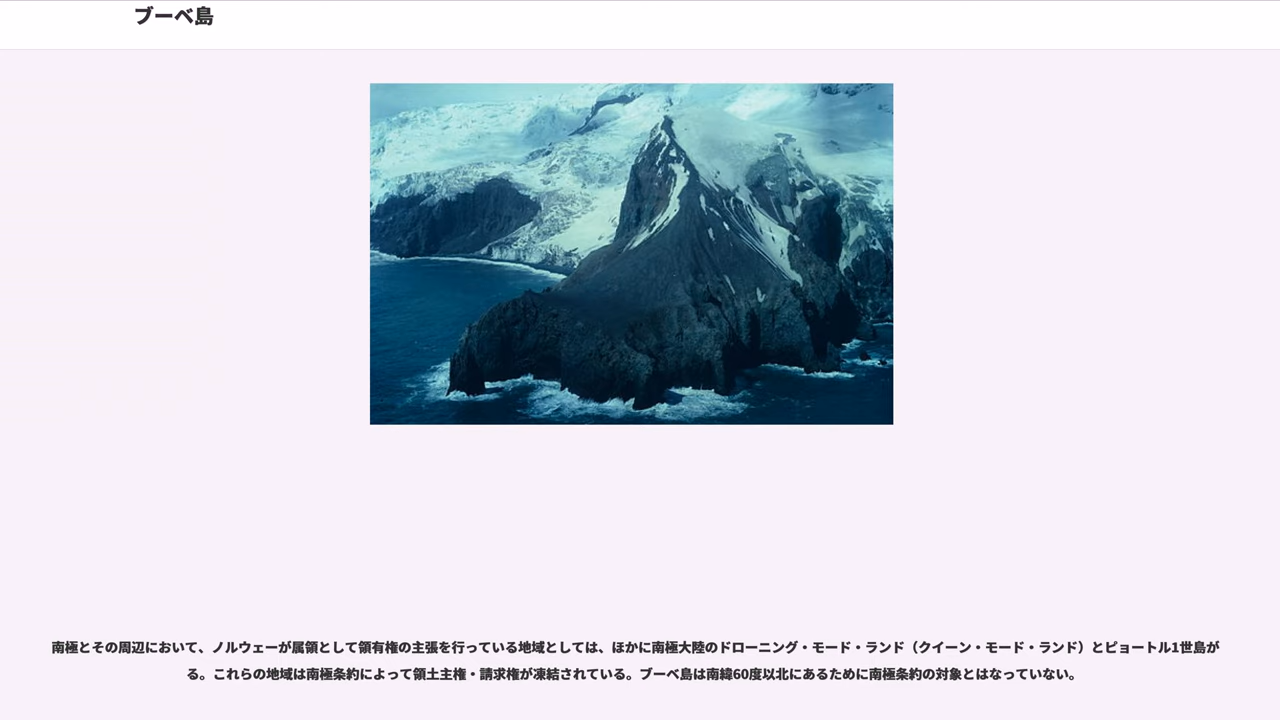 ブーベ島
南極とその周辺において、ノルウェーが属領として領有権の主張を行っている地域としては、ほかに南極大陸のドローニング・モード・ランド（クイーン・モード・ランド）とピョートル1世島が
る。これらの地域は南極条約によって領土主権・請求権が凍結されている。ブーベ島は南緯60度以北にあるために南極条約の対象とはなっていない。